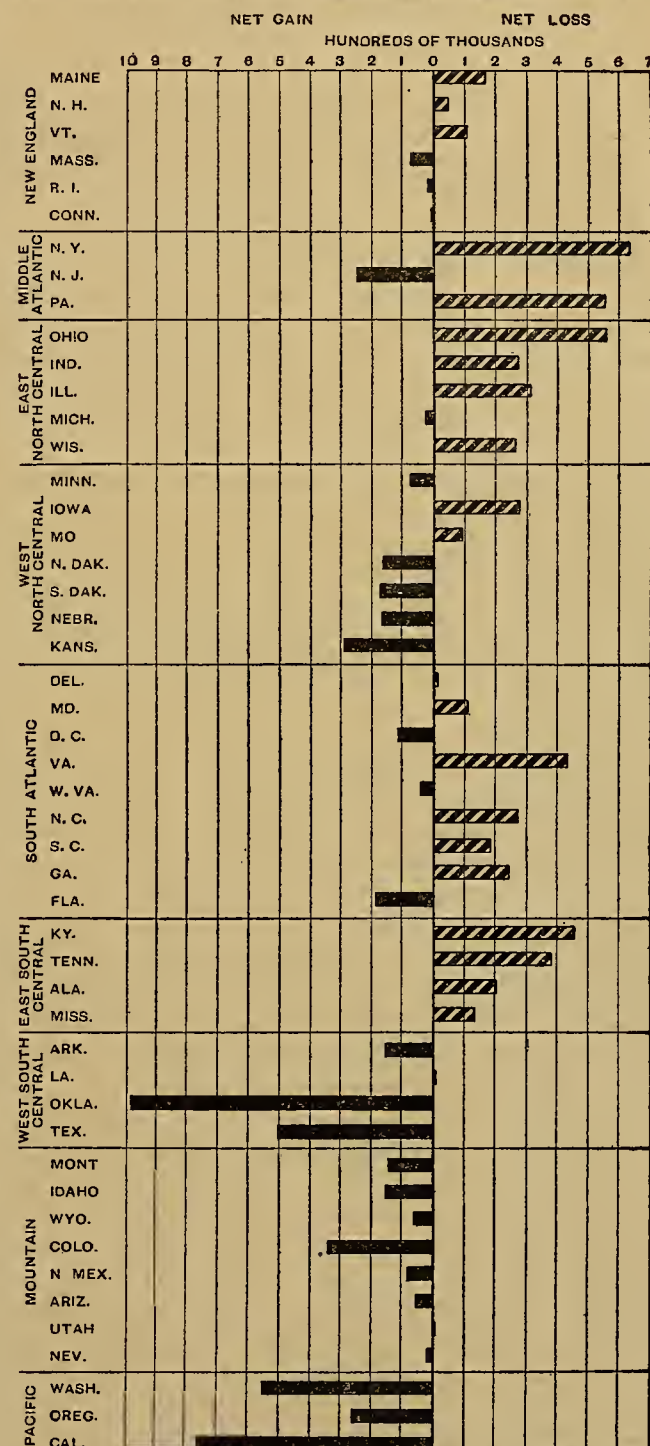 NET GAIN NET LOSS
HUNDREDS OF THOUSANDS
10 9 8 7 6 5 4 3 2 1 0 1 2 3 4 5 6 7
NEW ENGLAND
MAINE
N. H.
VT.
MASS.
R. I.
CONN.
MIDDLE
ATLANTIC
N. Y.
N. J.
PA.
EAST
NORTH CENTRAL
OHIO
IND.
ILL.
MICH.
WIS.
WEST
NORTH CENTRAL
MINN.
IOWA
MO
N. DAK.
S. DAK.
NEBR.
KANS.
SOUTH ATLANTIC
DEL.
MD.
D. C.
VA.
W. VA.
N. C.
S. C.
GA.
FLA.
EAST SOUTH
CENTRAL
KY.
TENN.
ALA.
MISS.
WEST SOUTH
CENTRAL
ARK.
LA.
OKLA.
TEX.
MOUNTAIN
MONT
IDAHO
WYO.
COLO.
N MEX.
ARIZ.
UTAH
NEV.
PACIFIC
WASH.
OREG.
CAL.